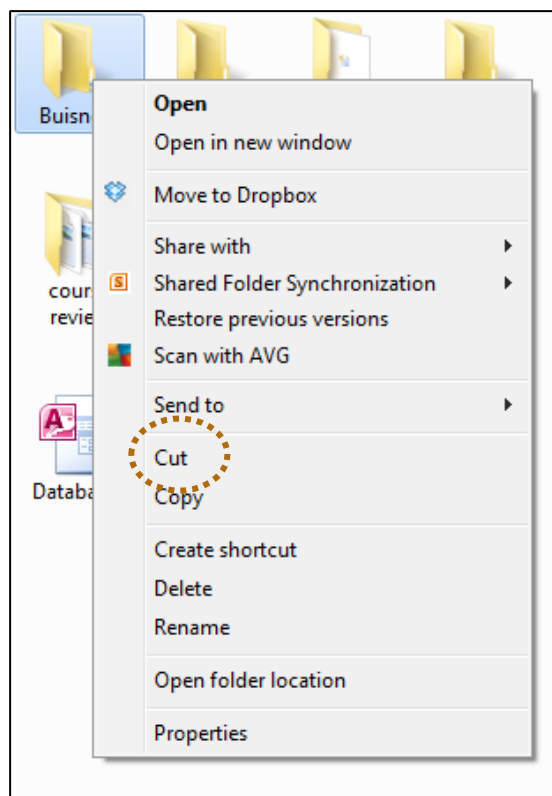 Buisn
Open
Open in new window
Move to Dropbox
Share with
Shared Folder Synchronization
Restore previous versions
Scan with AVG
cour
revie
Send to
Cut
Copy
Databa
Create shortcut
Delete
Rename
Open folder location
Properties